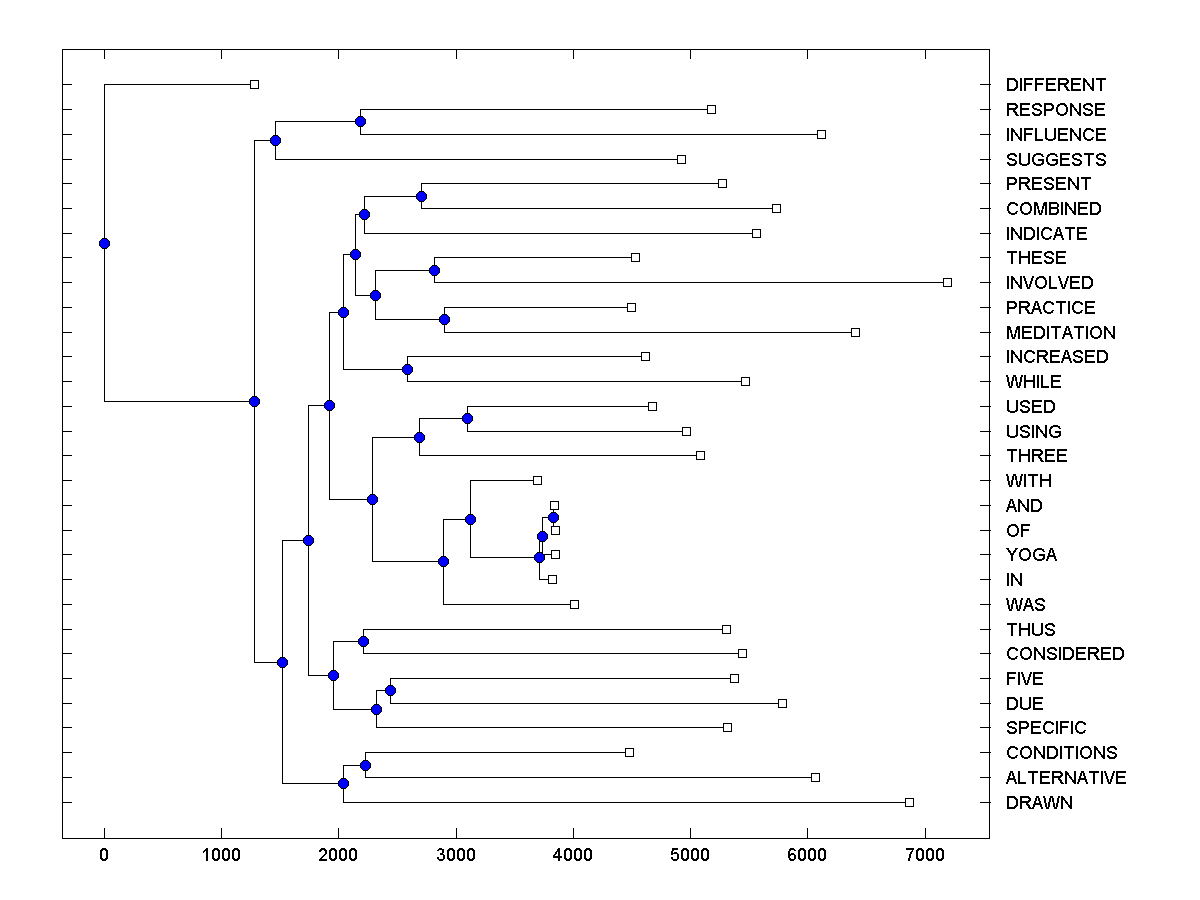 DIFFERENT
RESPONSE
INFLUENCE
SUGGESTS
PRESENT
COMBINED
INDICATE
THESE
INVOLVED
PRACTICE
MEDITATION
INCREASED
WHILE
USED
USING
THREE
WITH
AND
OF
YOGA
IN
WAS
THUS
CONSIDERED
FIVE
DUE
SPECIFIC
CONDITIONS
ALTERNATIVE
DRAWN
0 1000 2000 3000 4000 5000 6000 7000